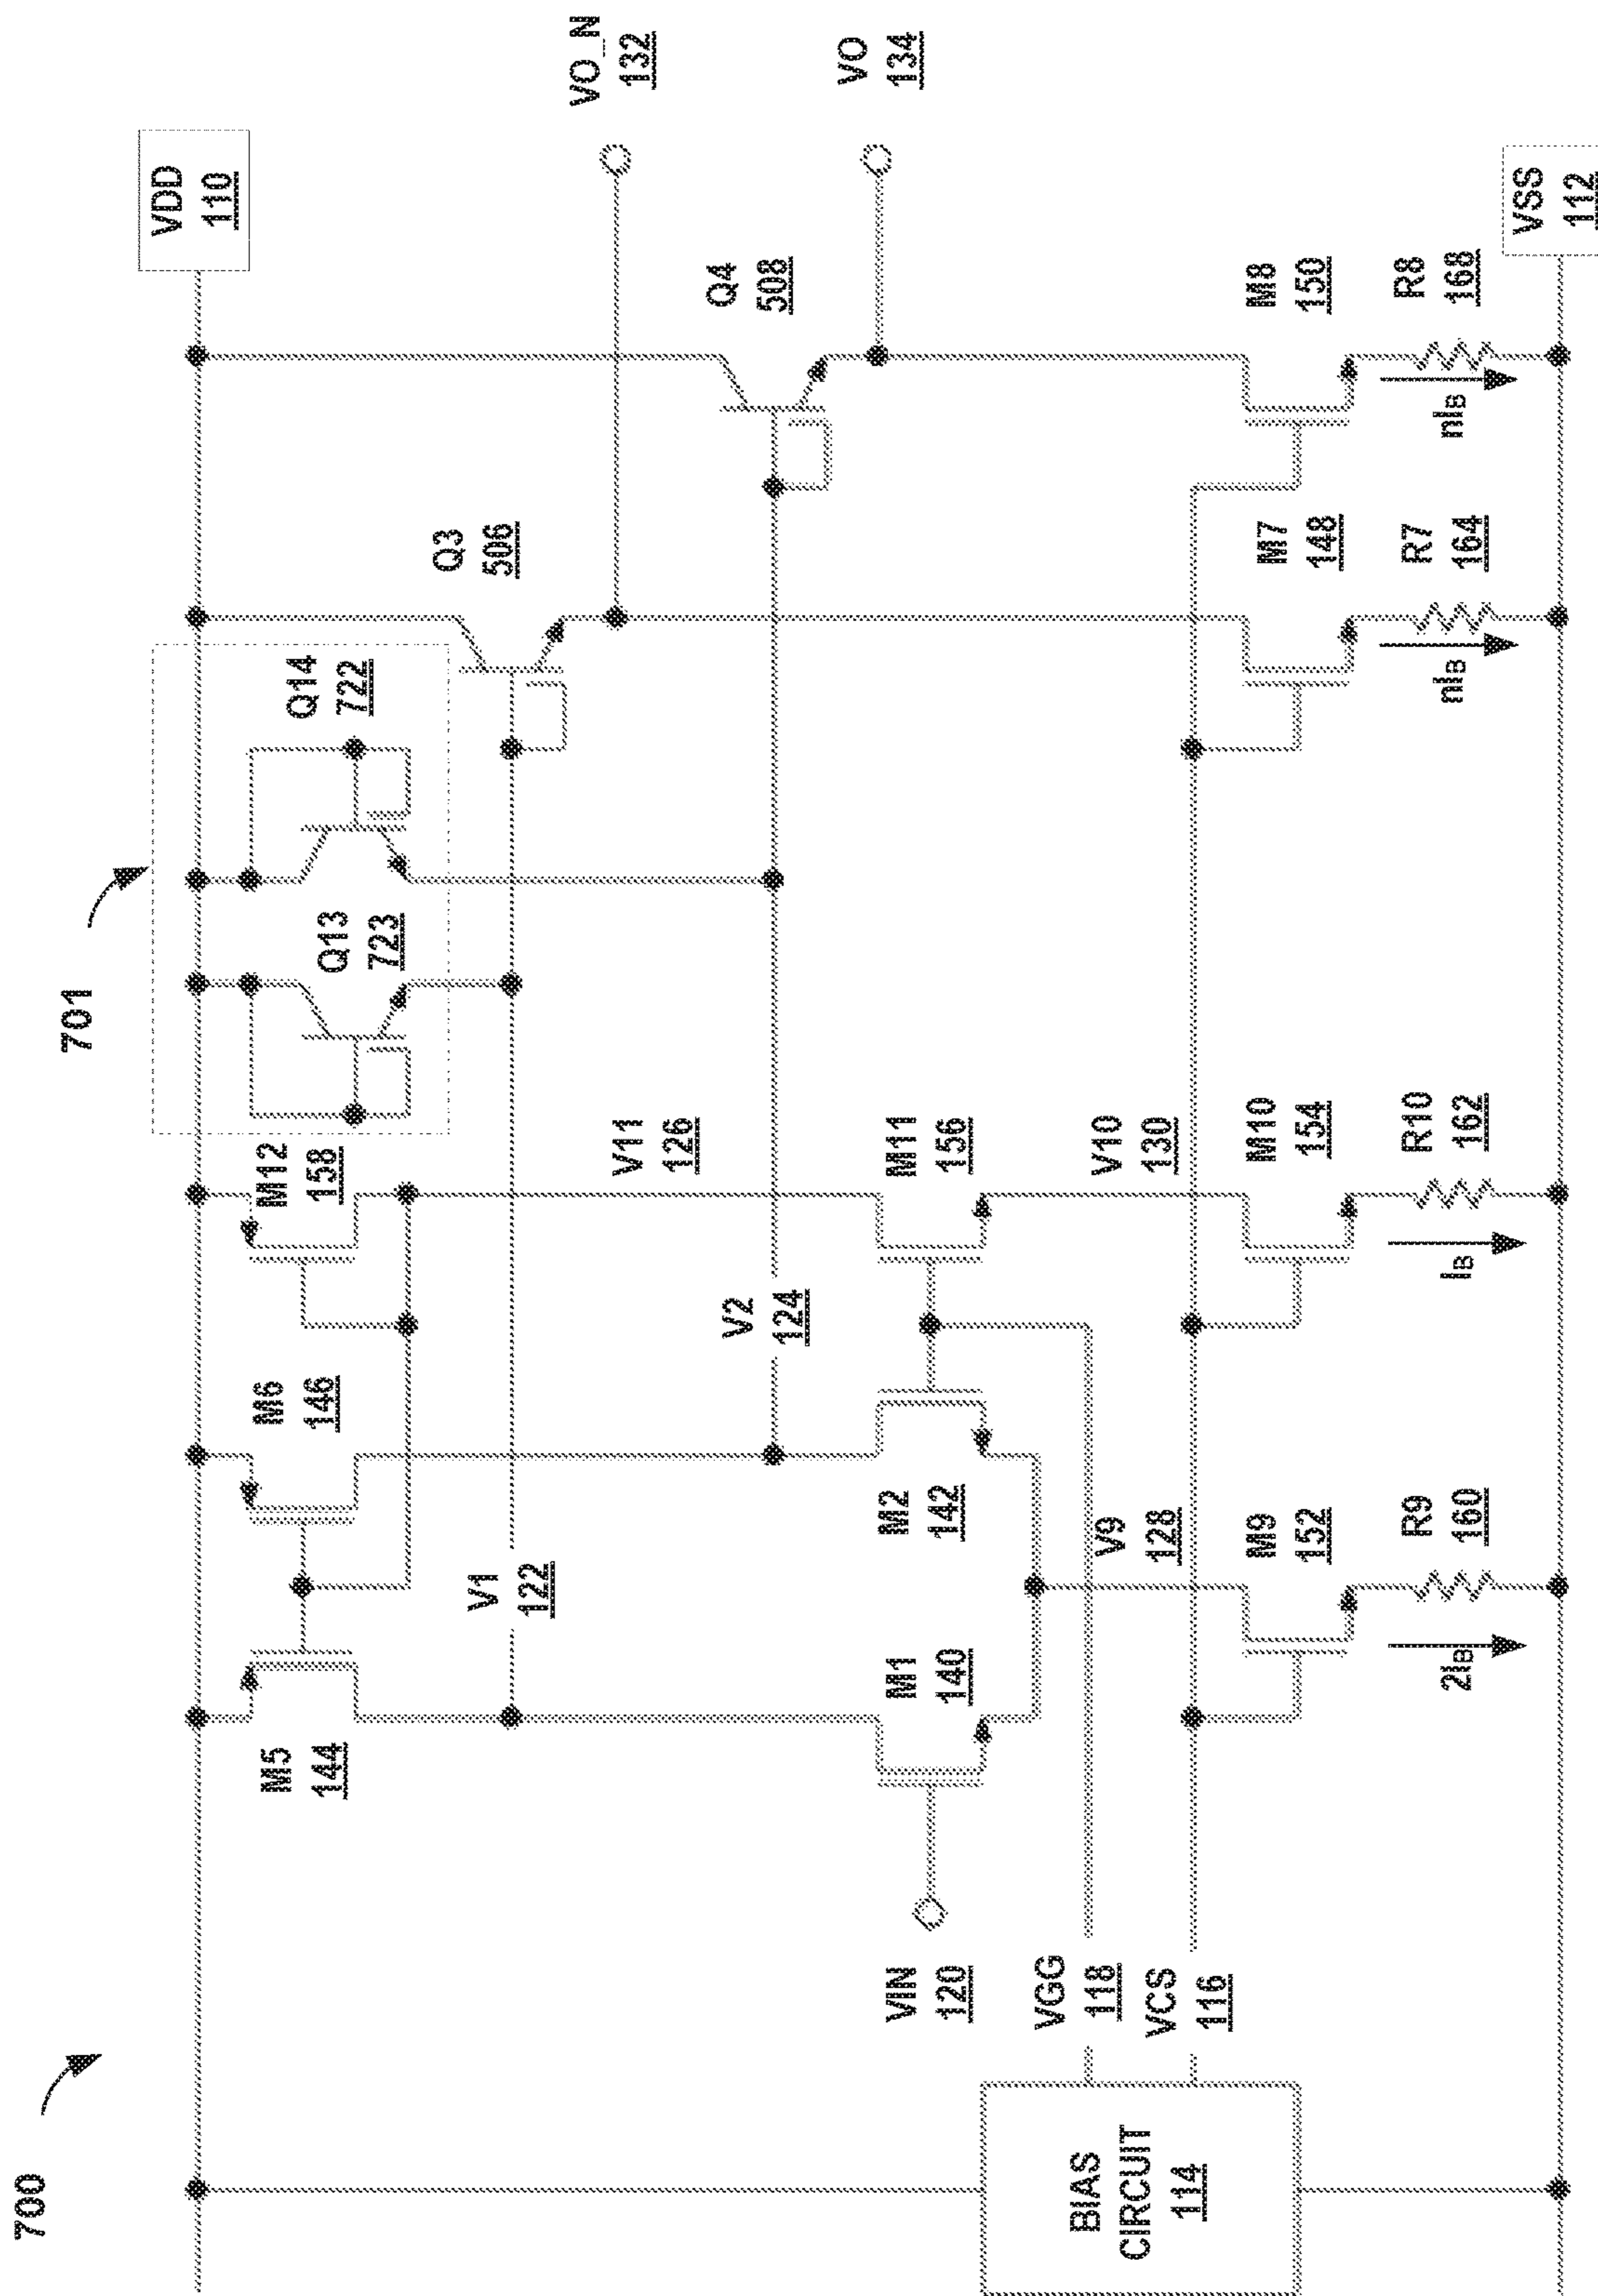 700
701
VDD
110
VO_N
132
VO
134
Q4
508
Q3
506
Q14
722
Q13
723
M12
158
M6
146
M5
144
V11
126
V2
124
V1
122
M11
156
M2
142
M1
140
VIN
120
VGG
118
VCS
116
BIAS
CIRCUIT
114
V10
130
V9
128
M8
150
M7
148
M10
154
M9
152
R8
168
R7
164
R10
162
R9
160
nIB
nIB
IB
2IB
VSS
112